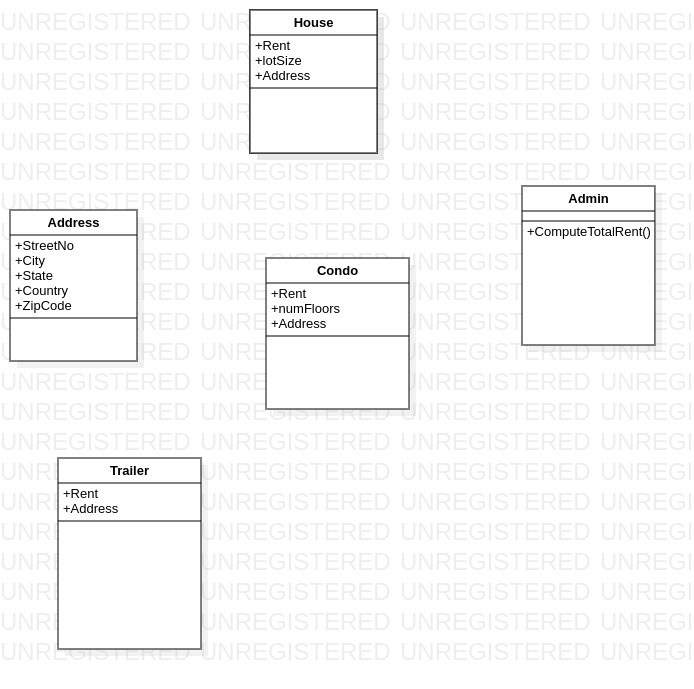 House
+Rent
+lotSize
+Address
Admin
+ComputeTotalRent()
Address
+StreetNo
+City
+State
+Country
+ZipCode
Condo
+Rent
+numFloors
+Address
Trailer
+Rent
+Address
UNREGISTERED UNREGISTERED UNREGISTERED UNREGI